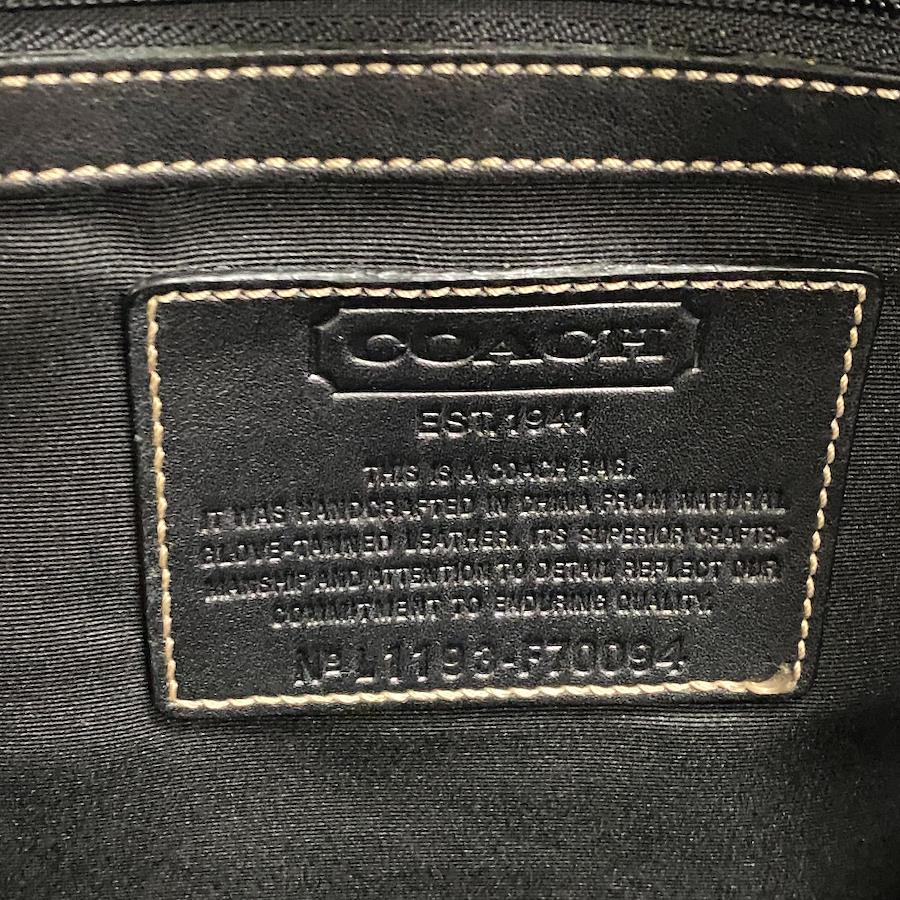 COACH
EST. 1941
THIS IS A COACH BAG.
IT WAS HANDCRAFTED IN CHINA FROM NATURAL
GLOVE-TANNED LEATHER. ITS SUPERIOR CRAFTS-
MANSHIP AND ATTENTION TO DETAIL REFLECT OUR
COMMITMENT TO ENDURING QUALITY.
Nº L1193-F70094